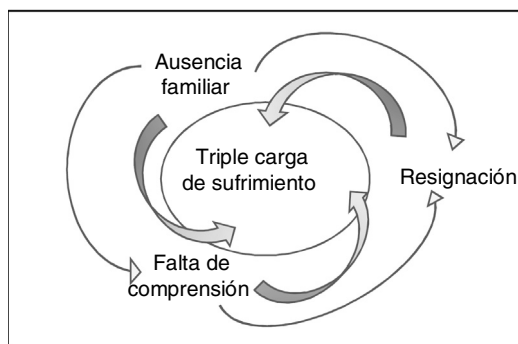 Ausencia
familiar
Triple carga
de sufrimiento
Resignación
Falta de
comprensión